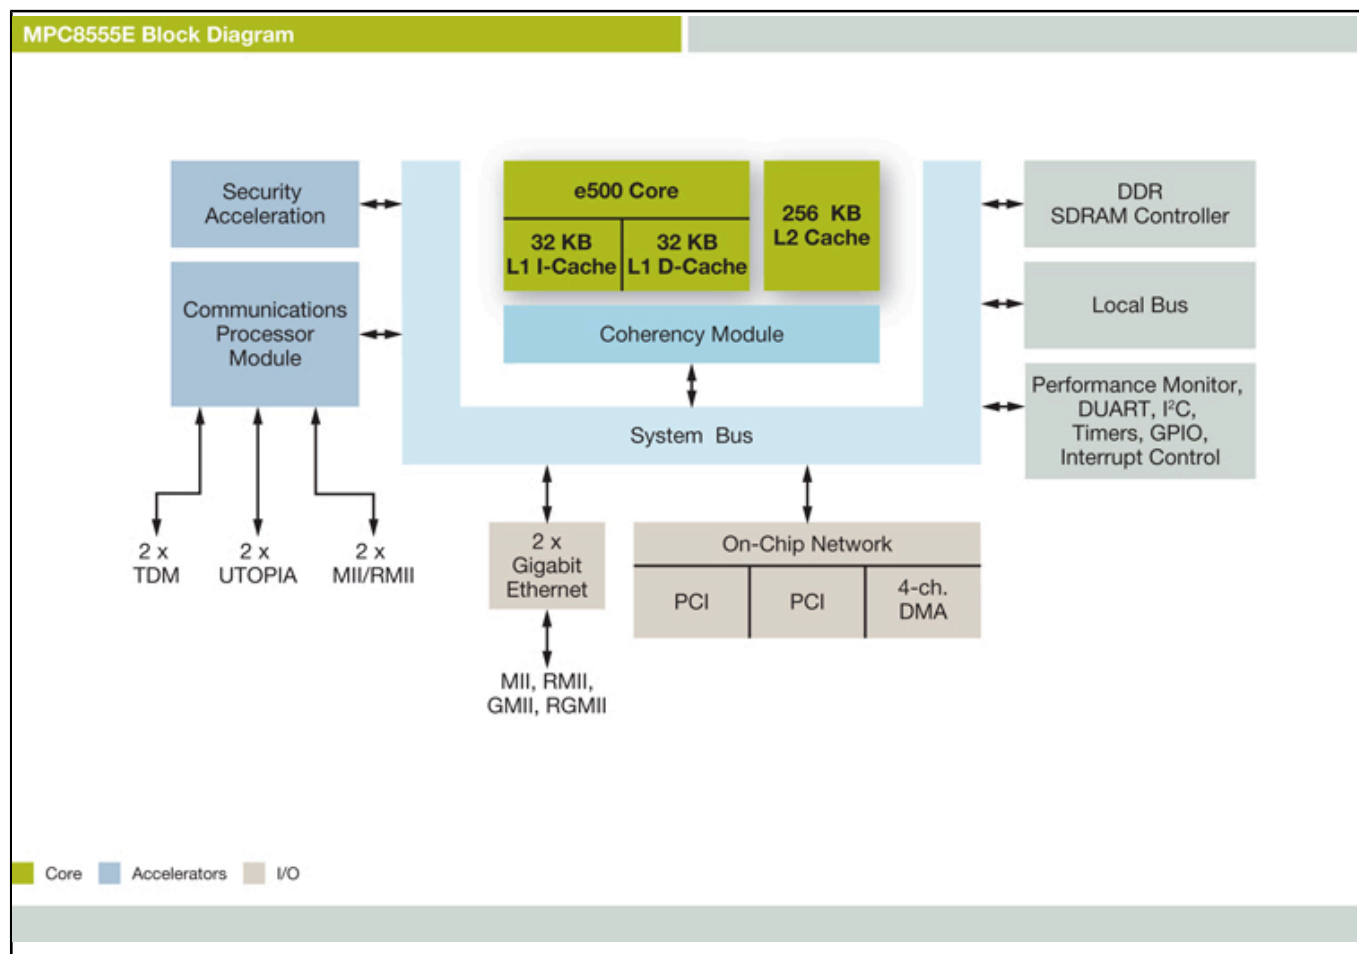 MPC8555E Block Diagram
Security
Acceleration
Communications
Processor
Module
2 x
TDM
2 x
UTOPIA
2 x
MII/RMII
e500 Core
32 KB
L1 I-Cache
32 KB
L1 D-Cache
256 KB
L2 Cache
Coherency Module
System Bus
DDR
SDRAM Controller
Local Bus
Performance Monitor,
DUART, I²C,
Timers, GPIO,
Interrupt Control
2 x
Gigabit
Ethernet
MII, RMII,
GMII, RGMII
On-Chip Network
PCI
PCI
4-ch.
DMA
Core
Accelerators
I/O